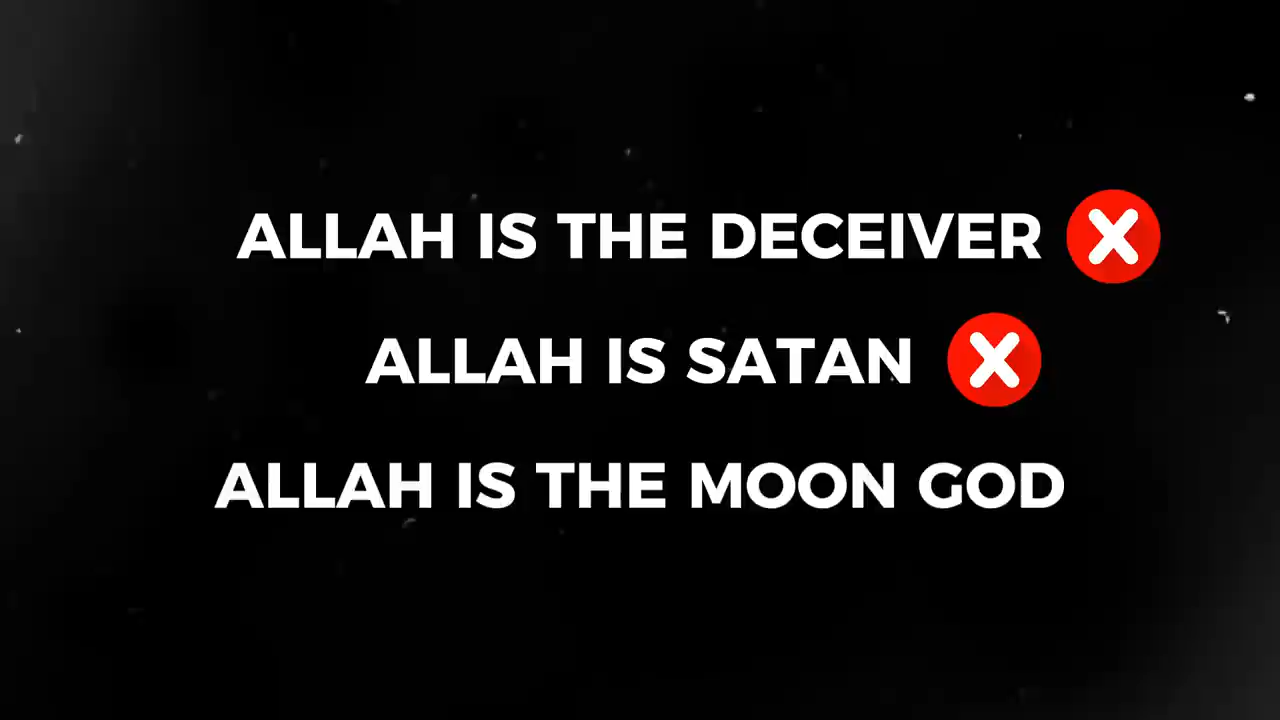 ALLAH IS THE DECEIVER
ALLAH IS SATAN
ALLAH IS THE MOON GOD